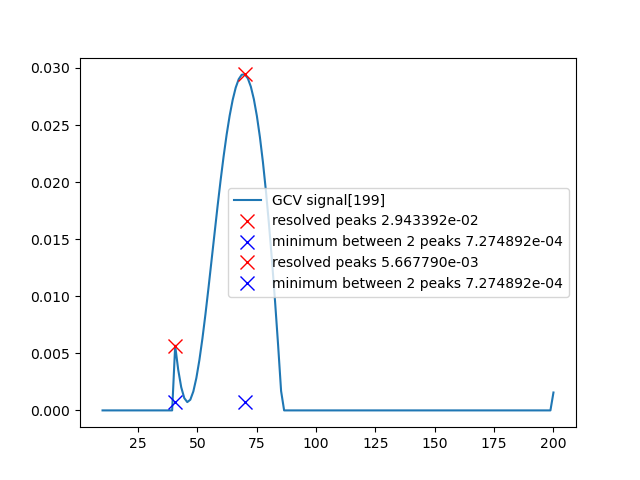 0.030
0.025
0.020
0.015
0.010
0.005
0.000
GCV signal[199]
resolved peaks 2.943392e-02
minimum between 2 peaks 7.274892e-04
resolved peaks 5.667790e-03
minimum between 2 peaks 7.274892e-04
25 50 75 100 125 150 175 200